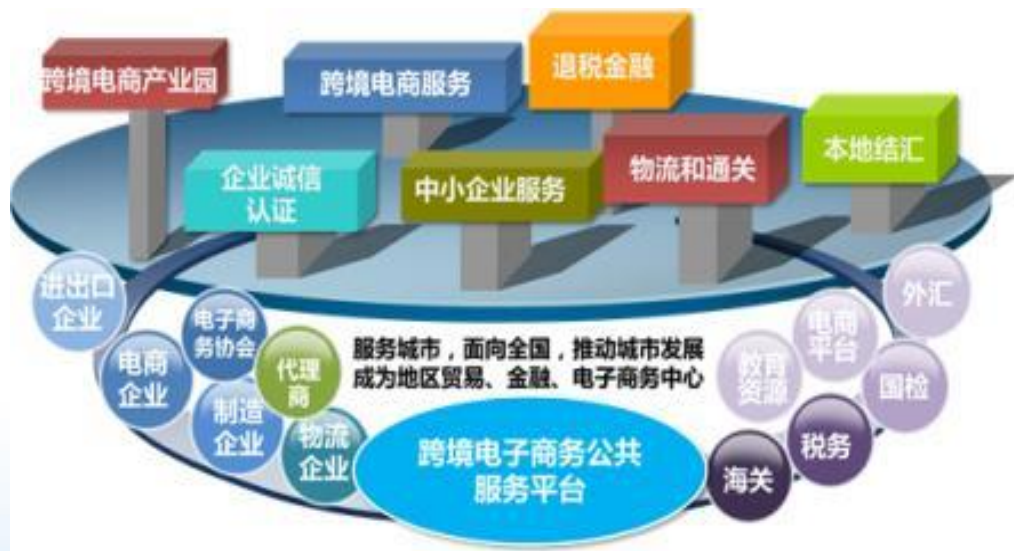 跨境电商产业园
跨境电商服务
退税金融
企业诚信
认证
中小企业服务
物流和通关
本地结汇
进出口
企业
电商
企业
电子商
务协会
制造
企业
代理
商
物流
企业
服务城市，面向全国，推动城市发展
成为地区贸易、金融、电子商务中心
跨境电子商务公共
服务平台
教育
资源
电商
平台
外汇
国检
税务
海关